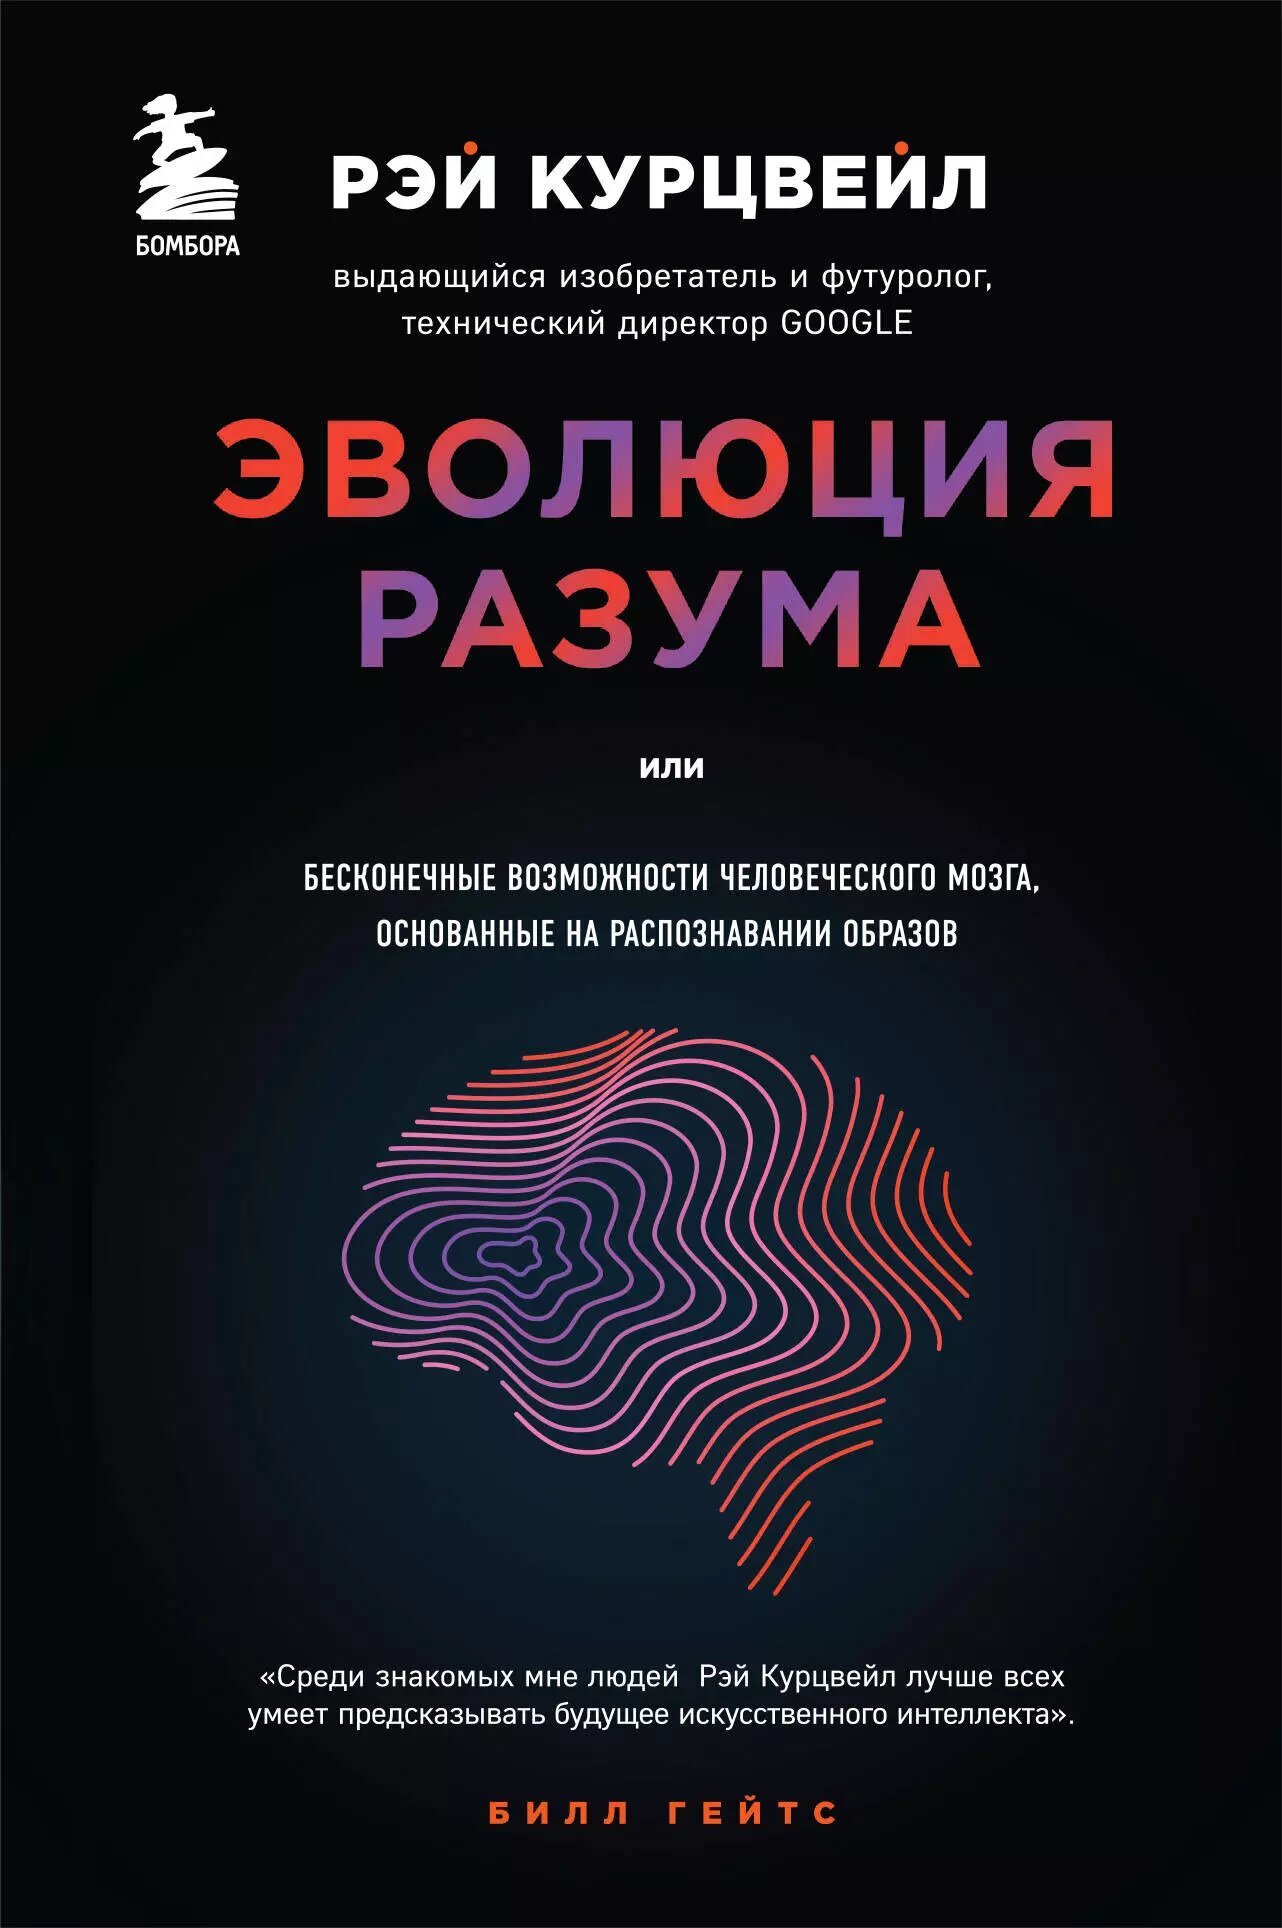 БОМБОРА
РЭЙ КУРЦВЕЙЛ
выдающийся изобретатель и футуролог,
технический директор GOOGLE
ЭВОЛЮЦИЯ
РАЗУМА
или
БЕСКОНЕЧНЫЕ ВОЗМОЖНОСТИ ЧЕЛОВЕЧЕСКОГО МОЗГА,
ОСНОВАННЫЕ НА РАСПОЗНАВАНИИ ОБРАЗОВ
«Среди знакомых мне людей Рэй Курцвейл лучше всех
умеет предсказывать будущее искусственного интеллекта».
БИЛЛ ГЕЙТС